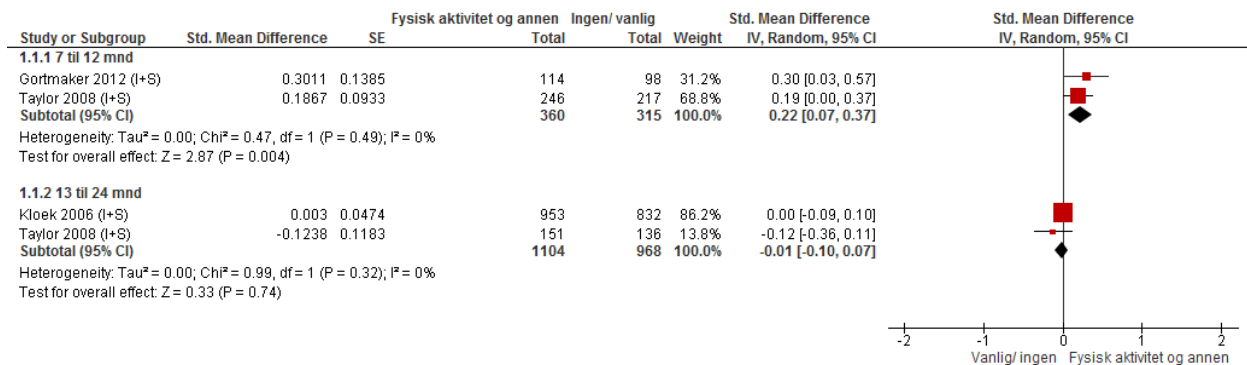 Fysisk aktivitet og annen Ingen/ vanlig Std. Mean Difference Std. Mean Difference
Study or Subgroup Std. Mean Difference SE Total Total Weight IV, Random, 95% CI IV, Random, 95% CI
1.1.1 7 til 12 mnd
Gortmaker 2012 (I+S) 0.3011 0.1385 114 98 31.2% 0.30 [0.03, 0.57]
Taylor 2008 (I+S) 0.1867 0.0933 246 217 68.8% 0.19 [0.00, 0.37]
Subtotal (95% CI) 360 315 100.0% 0.22 [0.07, 0.37]
Heterogeneity: Tau² = 0.00; Chi² = 0.47, df = 1 (P = 0.49); I² = 0%
Test for overall effect: Z = 2.87 (P = 0.004)
1.1.2 13 til 24 mnd
Kloek 2006 (I+S) 0.003 0.0474 953 832 86.2% 0.00 [-0.09, 0.10]
Taylor 2008 (I+S) -0.1238 0.1183 151 136 13.8% -0.12 [-0.36, 0.11]
Subtotal (95% CI) 1104 968 100.0% -0.01 [-0.10, 0.07]
Heterogeneity: Tau² = 0.00; Chi² = 0.99, df = 1 (P = 0.32); I² = 0%
Test for overall effect: Z = 0.33 (P = 0.74)
-2 -1 0 1 2
Vanlig/ ingen Fysisk aktivitet og annen